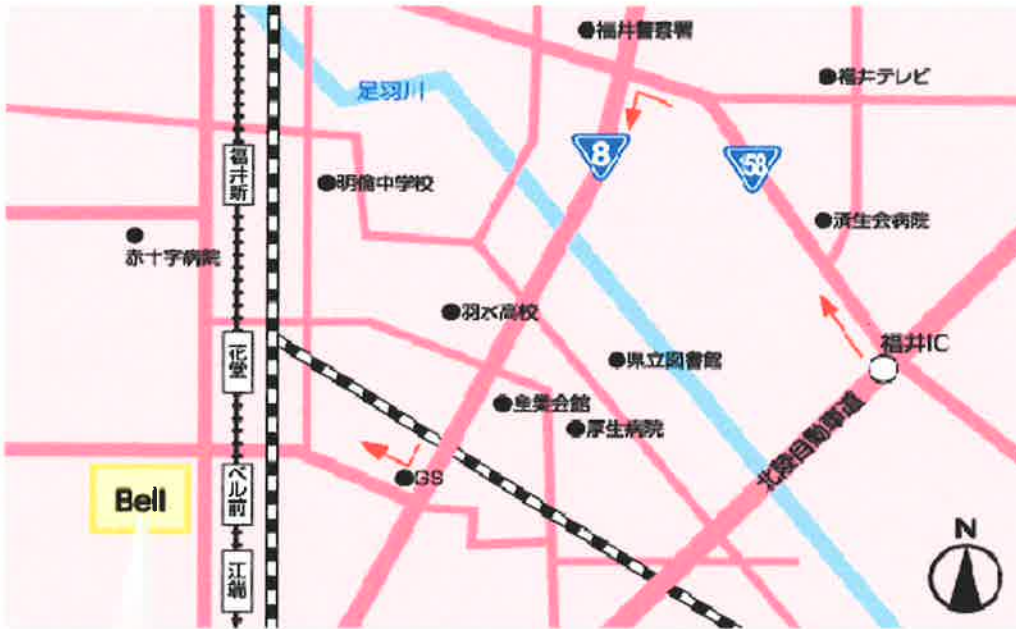 福井警察署
福井テレビ
足羽川
8
158
福井新
明倫中学校
済生会病院
赤十字病院
羽水高校
福井IC
花堂
県立図書館
産業会館
厚生病院
北陸自動車道
GS
ベル前
Bell
N
江端